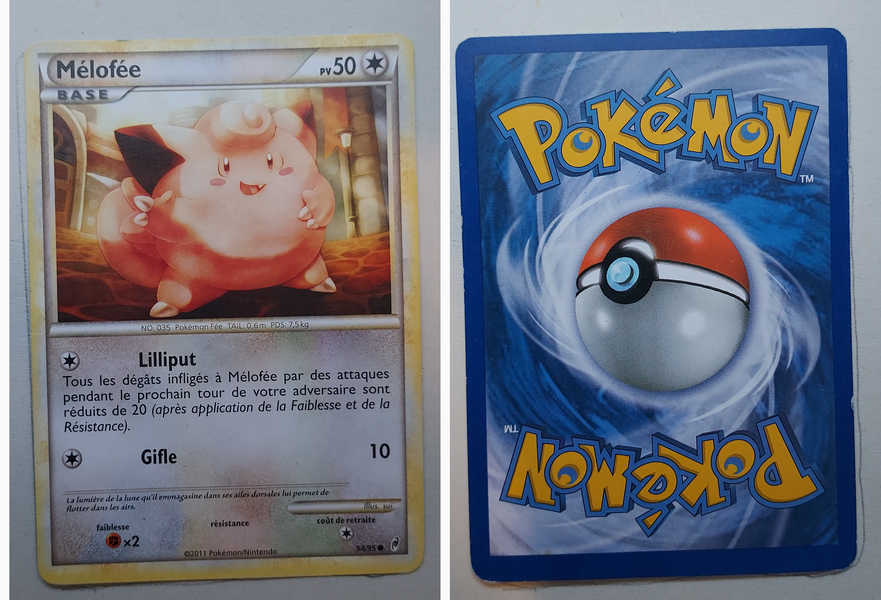 Mélofée
PV 50
BASE
NO. 035 Pokémon Fée TAIL: 0,6m PDS: 7,5kg
Lilliput
Tous les dégâts infligés à Mélofée par des attaques
pendant le prochain tour de votre adversaire sont
réduits de 20 (après application de la Faiblesse et de la
Résistance).
Gifle 10
La lumière de la lune qu'il emmagasine dans ses ailes dorsales lui permet de
flotter dans les airs.
Illus. sui
faiblesse résistance coût de retraite
×2
©2011 Pokémon/Nintendo 54/95
POKéMON
TM
TM
POKéMON